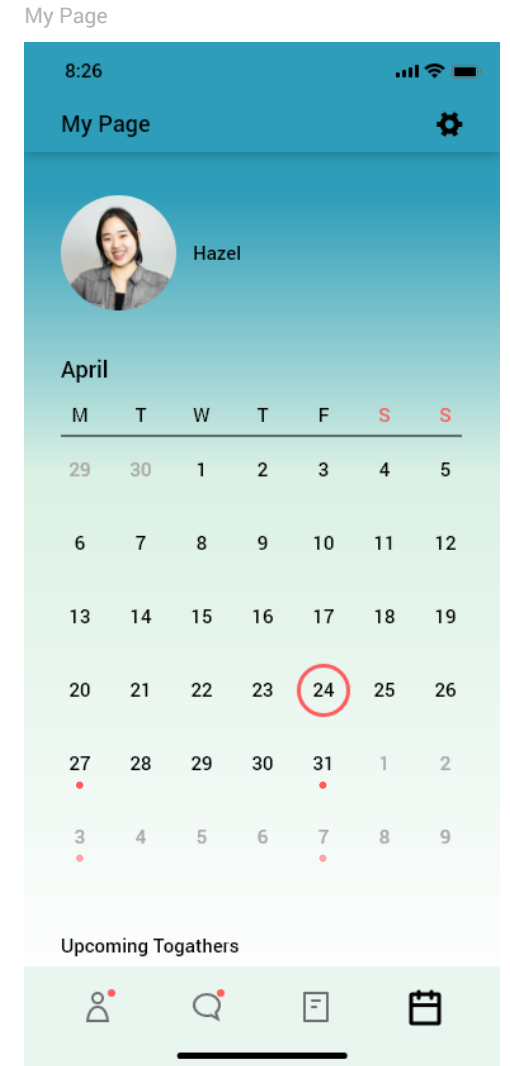 My Page
8:26
My Page
Hazel
April
M T W T F S S
29 30 1 2 3 4 5
6 7 8 9 10 11 12
13 14 15 16 17 18 19
20 21 22 23 24 25 26
27 28 29 30 31 1 2
3 4 5 6 7 8 9
Upcoming Togathers